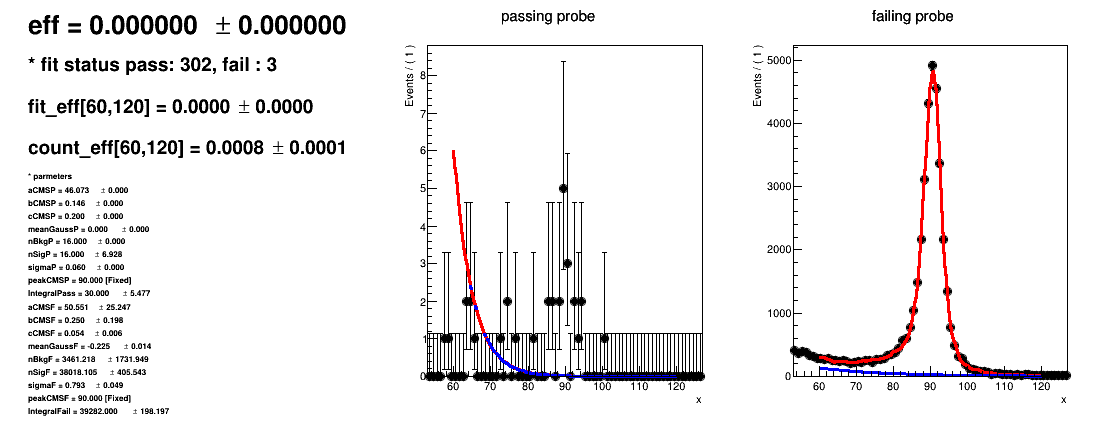 eff = 0.000000 ± 0.000000
* fit status pass: 302, fail : 3
fit_eff[60,120] = 0.0000 ± 0.0000
count_eff[60,120] = 0.0008 ± 0.0001
* parmeters
aCMSP = 46.073 ± 0.000
bCMSP = 0.146 ± 0.000
cCMSP = 0.200 ± 0.000
meanGaussP = 0.000 ± 0.000
nBkgP = 16.000 ± 0.000
nSigP = 16.000 ± 6.928
sigmaP = 0.060 ± 0.000
peakCMSP = 90.000 [Fixed]
IntegralPass = 30.000 ± 5.477
aCMSF = 50.551 ± 25.247
bCMSF = 0.250 ± 0.198
cCMSF = 0.054 ± 0.006
meanGaussF = -0.225 ± 0.014
nBkgF = 3461.218 ± 1731.949
nSigF = 38018.105 ± 405.543
sigmaF = 0.793 ± 0.049
peakCMSF = 90.000 [Fixed]
IntegralFail = 39282.000 ± 198.197
passing probe
Events / ( 1 )
8
7
6
5
4
3
2
1
0
60 70 80 90 100 110 120
x
failing probe
Events / ( 1 )
5000
4000
3000
2000
1000
0
60 70 80 90 100 110 120
x